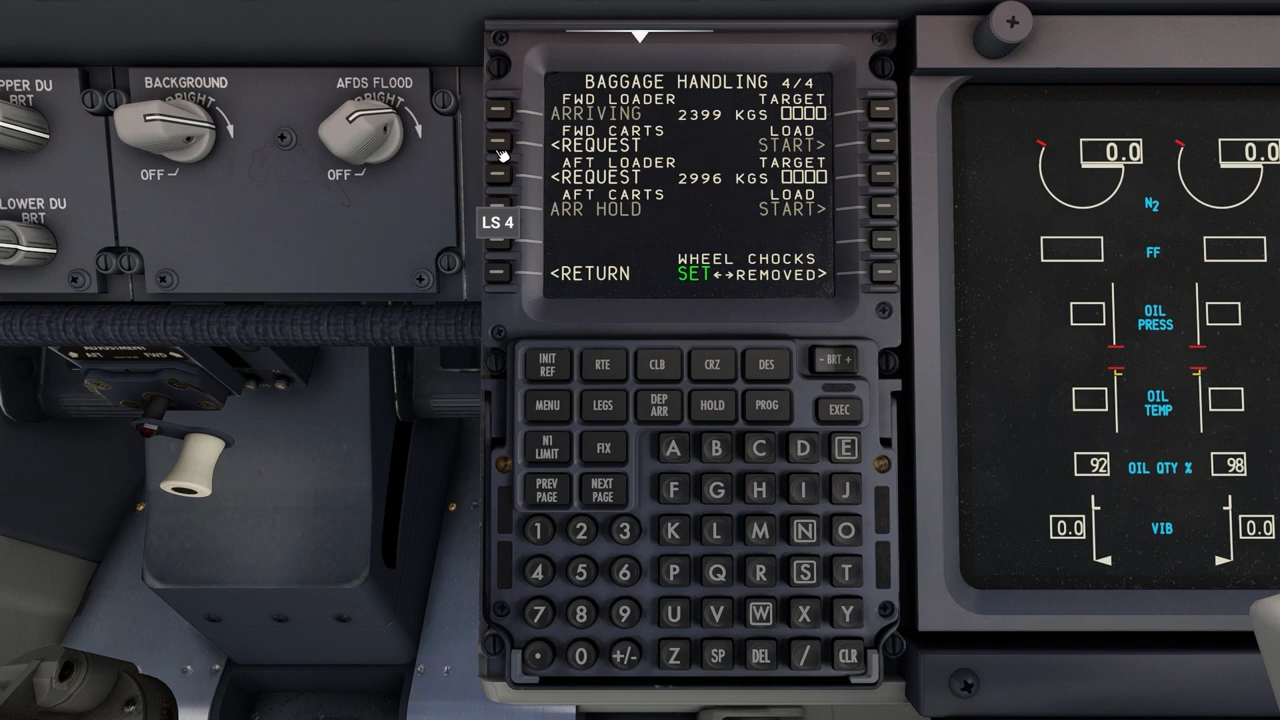 PPER DU
BRT
BACKGROUND
BRIGHT
OFF
AFDS FLOOD
BRIGHT
OFF
LOWER DU
BRT
BAGGAGE HANDLING 4/4
FWD LOADER TARGET
ARRIVING 2399 KGS □□□□
FWD CARTS LOAD
<REQUEST START>
AFT LOADER TARGET
<REQUEST 2996 KGS □□□□
AFT CARTS LOAD
ARR HOLD START>
LS 4
WHEEL CHOCKS
<RETURN SET←→REMOVED>
ADJUSTMENT
AFT FWD
INIT REF
RTE
CLB
CRZ
DES
- BRT +
MENU
LEGS
DEP ARR
HOLD
PROG
EXEC
N1 LIMIT
FIX
A B C D E
PREV PAGE
NEXT PAGE
F G H I J
1 2 3 K L M N O
4 5 6 P Q R S T
7 8 9 U V W X Y
• 0 +/- Z SP DEL / CLR
0.0 0.0
N2
FF
OIL PRESS
OIL TEMP
92 OIL QTY % 98
0.0 VIB 0.0